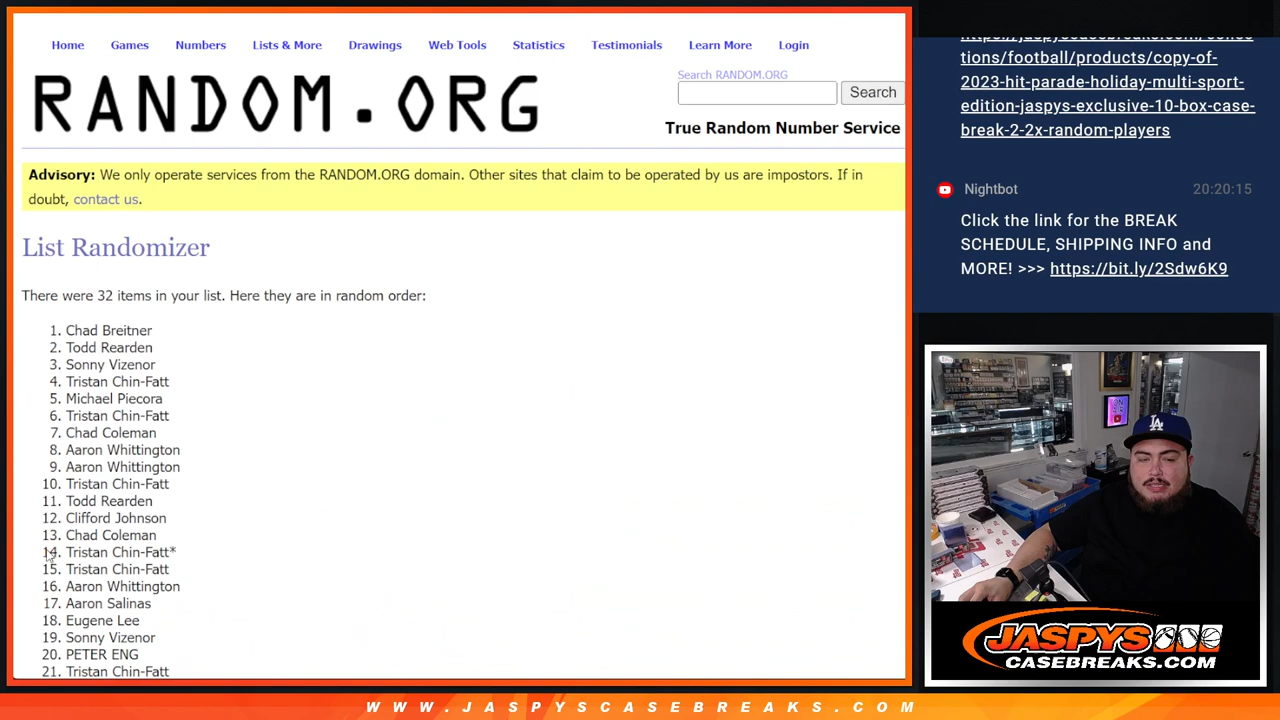 Home Games Numbers Lists & More Drawings Web Tools Statistics Testimonials Learn More Login
RANDOM.ORG
Search RANDOM.ORG
Search
True Random Number Service
Advisory: We only operate services from the RANDOM.ORG domain. Other sites that claim to be operated by us are impostors. If in
doubt, contact us.
List Randomizer
There were 32 items in your list. Here they are in random order:
1. Chad Breitner
2. Todd Rearden
3. Sonny Vizenor
4. Tristan Chin-Fatt
5. Michael Piecora
6. Tristan Chin-Fatt
7. Chad Coleman
8. Aaron Whittington
9. Aaron Whittington
10. Tristan Chin-Fatt
11. Todd Rearden
12. Clifford Johnson
13. Chad Coleman
14. Tristan Chin-Fatt*
15. Tristan Chin-Fatt
16. Aaron Whittington
17. Aaron Salinas
18. Eugene Lee
19. Sonny Vizenor
20. PETER ENG
21. Tristan Chin-Fatt
https://jaspyscasebreaks.com/collec
tions/football/products/copy-of-
2023-hit-parade-holiday-multi-sport-
edition-jaspys-exclusive-10-box-case-
break-2-2x-random-players
Nightbot 20:20:15
Click the link for the BREAK
SCHEDULE, SHIPPING INFO and
MORE! >>> https://bit.ly/2Sdw6K9
LA
JASPYS
CASEBREAKS.COM
WWW.JASPYSCASEBREAKS.COM